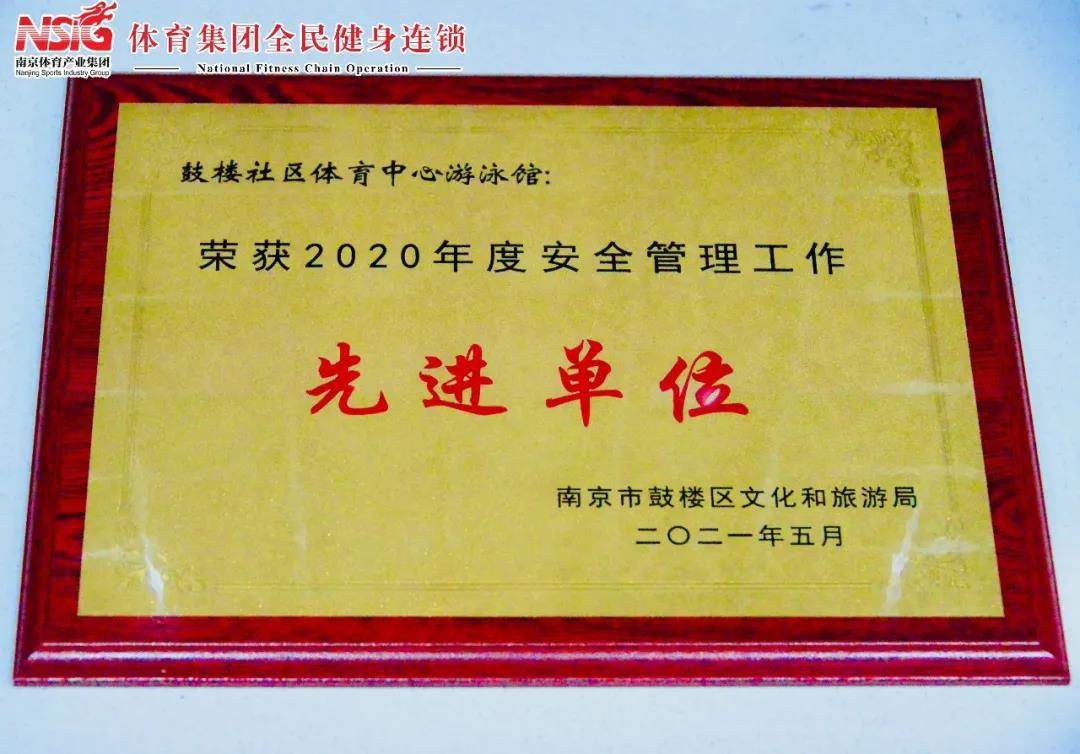 NSIG
南京体育产业集团
Nanjing Sports Industry Group
体育集团全民健身连锁
National Fitness Chain Operation
鼓楼社区体育中心游泳馆:
荣获2020年度安全管理工作
先进单位
南京市鼓楼区文化和旅游局
二〇二一年五月